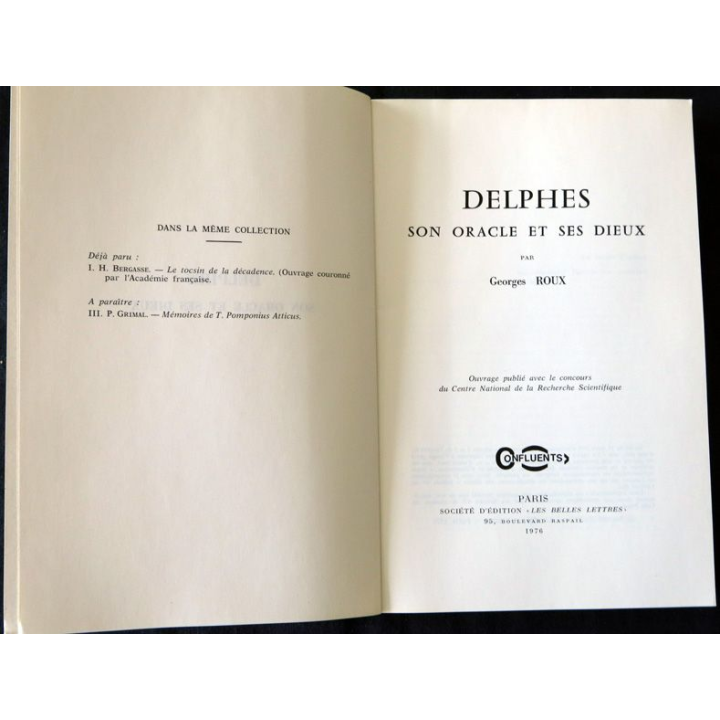 DANS LA MÊME COLLECTION
Déjà paru :
I. H. BERGASSE. — Le tocsin de la décadence. (Ouvrage couronné
par l'Académie française.
A paraître :
III. P. GRIMAL. — Mémoires de T. Pomponius Atticus.
DELPHES
SON ORACLE ET SES DIEUX
PAR
Georges ROUX
Ouvrage publié avec le concours
du Centre National de la Recherche Scientifique
CONFLUENTS
PARIS
SOCIÉTÉ D'ÉDITION «LES BELLES LETTRES»
95, BOULEVARD RASPAIL
1976